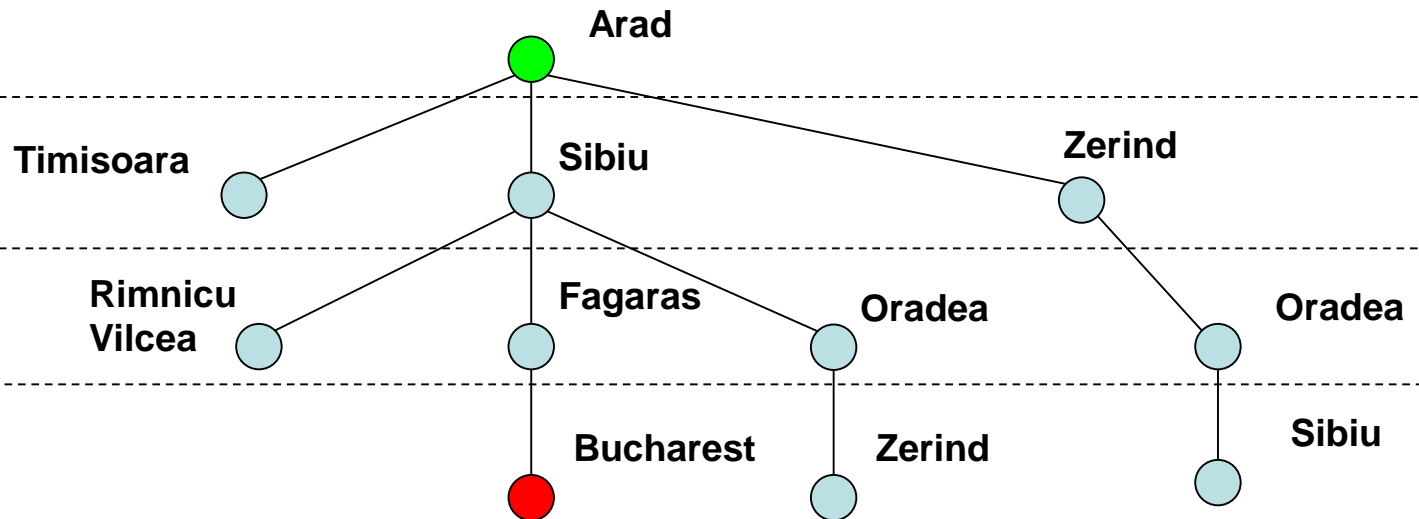 Arad
Timisoara
Sibiu
Zerind
Rimnicu
Vilcea
Fagaras
Oradea
Oradea
Bucharest
Zerind
Sibiu